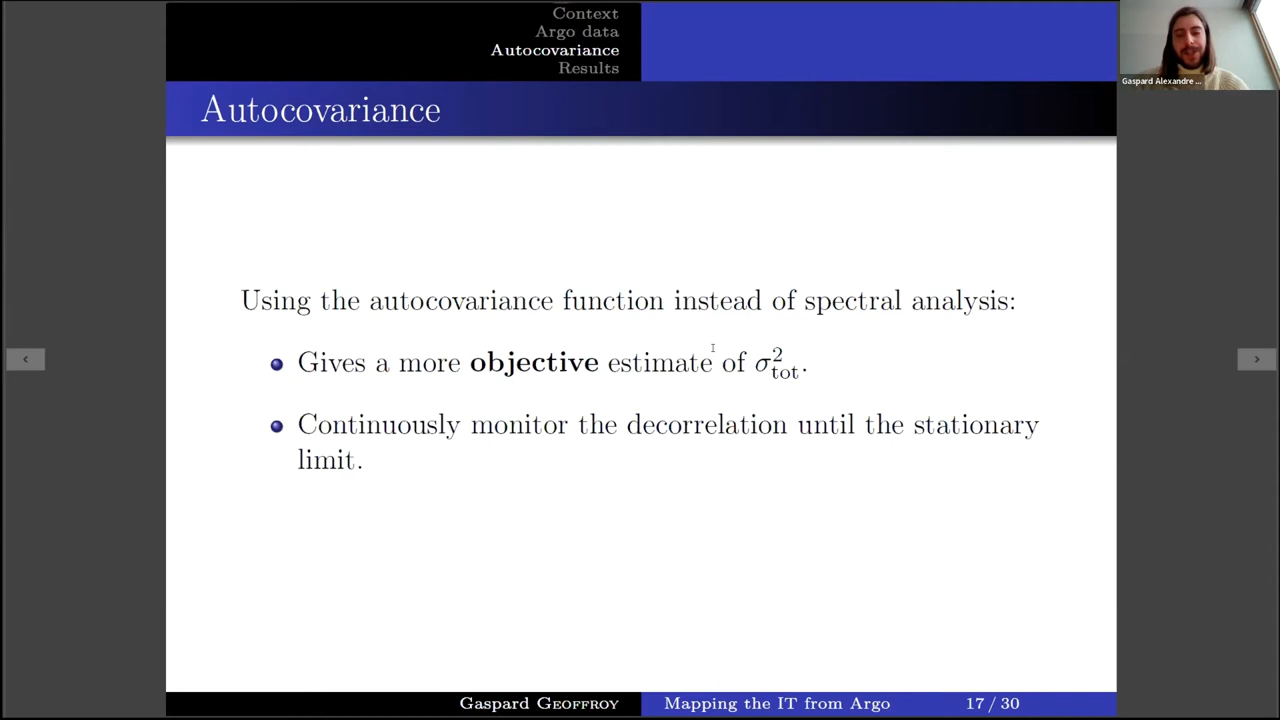 Context
Argo data
Autocovariance
Results
Gaspard Alexandre ...
Autocovariance
Using the autocovariance function instead of spectral analysis:
Gives a more objective estimate of σ²tot.
Continuously monitor the decorrelation until the stationary
limit.
Gaspard Geoffroy
Mapping the IT from Argo
17 / 30